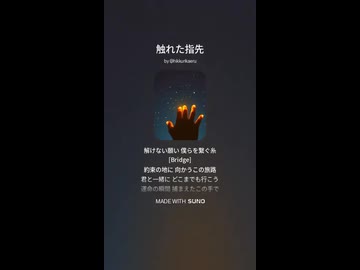 触れた指先
解けない願い 僕らを繋ぐ糸
[Bridge]
約束の地に 向かうこの旅路
君と一緒に どこまでも行こう
運命の瞬間 捕まえたこの手で
MADE WITH SUNO